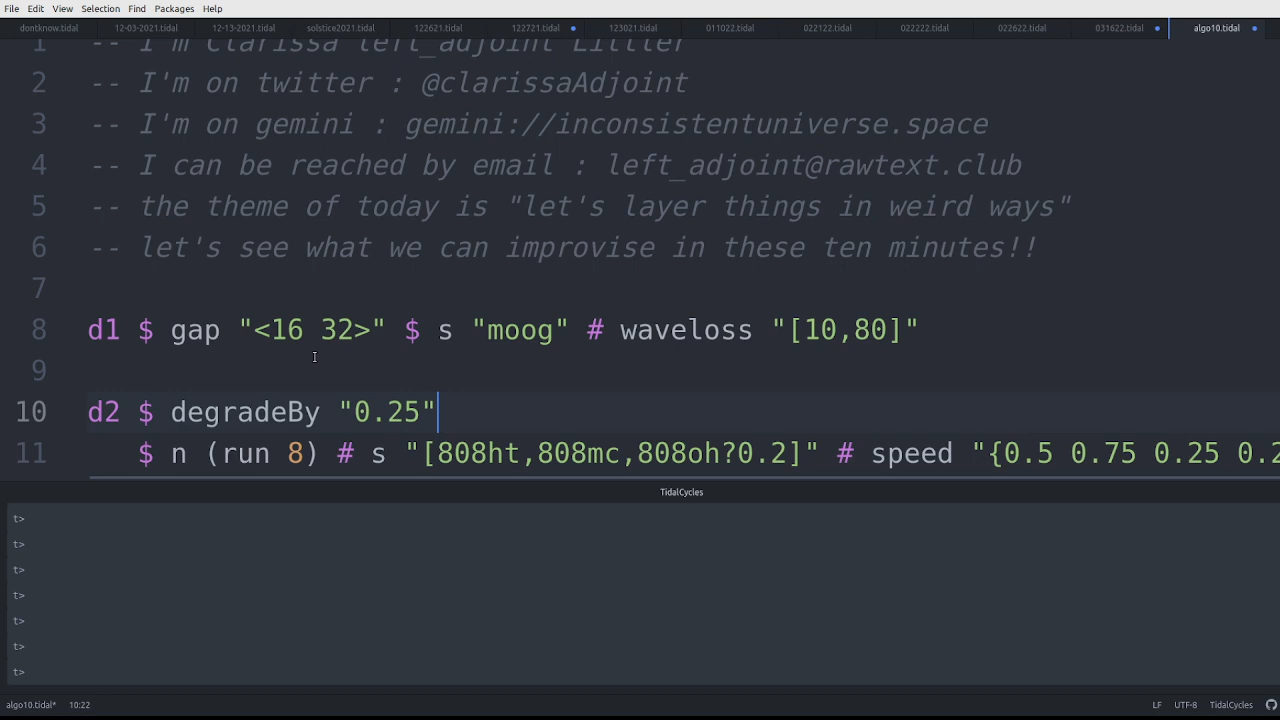 File Edit View Selection Find Packages Help
dontknow.tidal 12-03-2021.tidal 12-13-2021.tidal solstice2021.tidal 122621.tidal 122721.tidal 123021.tidal 011022.tidal 022122.tidal 022222.tidal 022622.tidal 031622.tidal algo10.tidal
1 -- I'm Clarissa left_adjoint Littler
2 -- I'm on twitter : @clarissaAdjoint
3 -- I'm on gemini : gemini://inconsistentuniverse.space
4 -- I can be reached by email : left_adjoint@rawtext.club
5 -- the theme of today is "let's layer things in weird ways"
6 -- let's see what we can improvise in these ten minutes!!
7
8 d1 $ gap "<16 32>" $ s "moog" # waveloss "[10,80]"
9
10 d2 $ degradeBy "0.25"
11 $ n (run 8) # s "[808ht,808mc,808oh?0.2]" # speed "{0.5 0.75 0.25 0.2
TidalCycles
t>
t>
t>
t>
t>
t>
t>
algo10.tidal* 10:22 LF UTF-8 TidalCycles